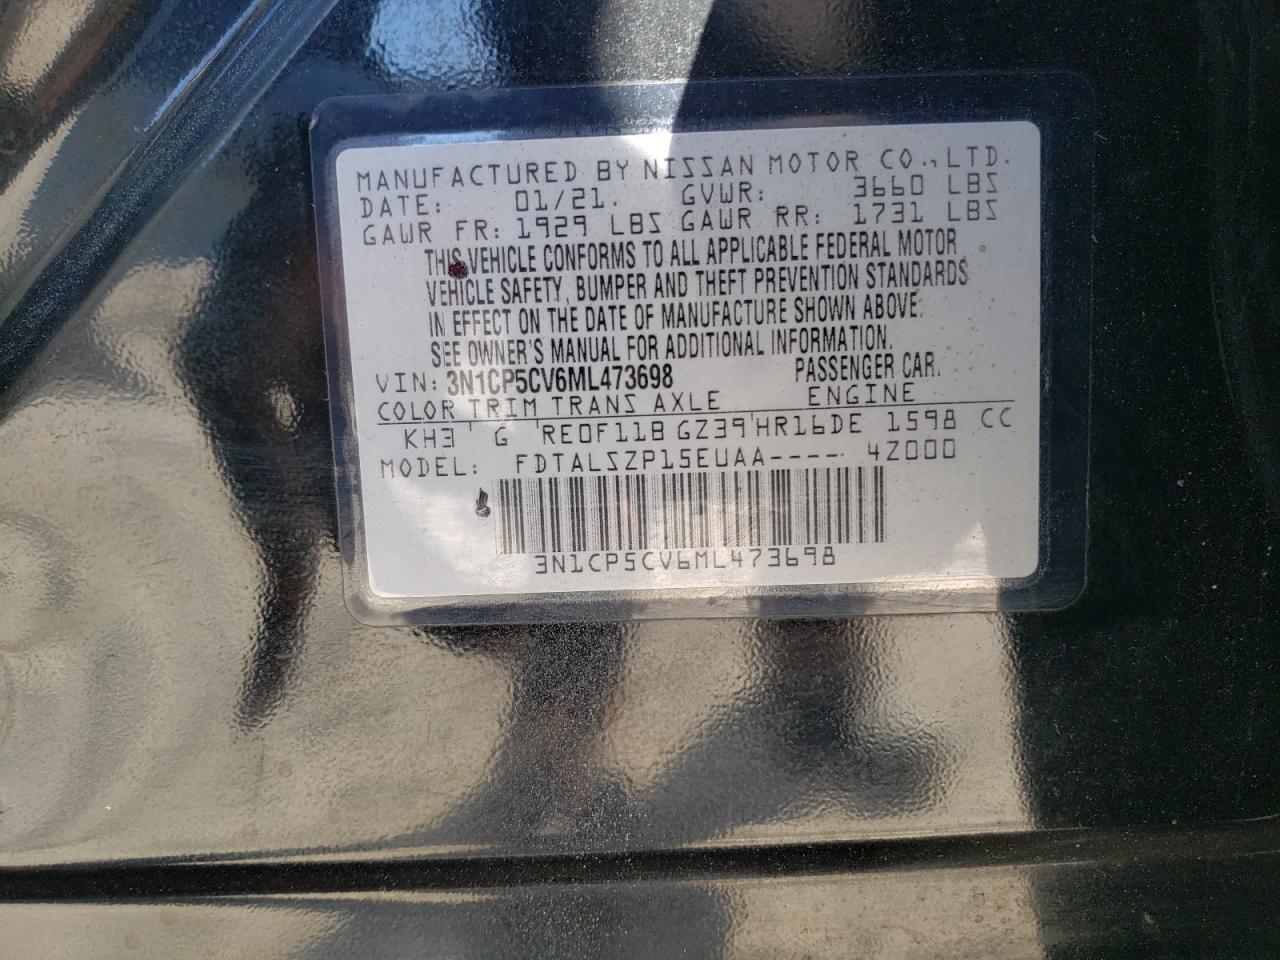 MANUFACTURED BY NISSAN MOTOR CO., LTD.
DATE: 01/21. GVWR: 3660 LBS
GAWR FR: 1929 LBS GAWR RR: 1731 LBS
THIS VEHICLE CONFORMS TO ALL APPLICABLE FEDERAL MOTOR
VEHICLE SAFETY, BUMPER AND THEFT PREVENTION STANDARDS
IN EFFECT ON THE DATE OF MANUFACTURE SHOWN ABOVE.
SEE OWNER'S MANUAL FOR ADDITIONAL INFORMATION.
VIN: 3N1CP5CV6ML473698 PASSENGER CAR.
COLOR TRIM TRANS AXLE ENGINE
KH3 G RE0F11B GZ39 HR16DE 1598 CC
MODEL: FDTALSZP15EUAA---- 4Z000
3N1CP5CV6ML473698